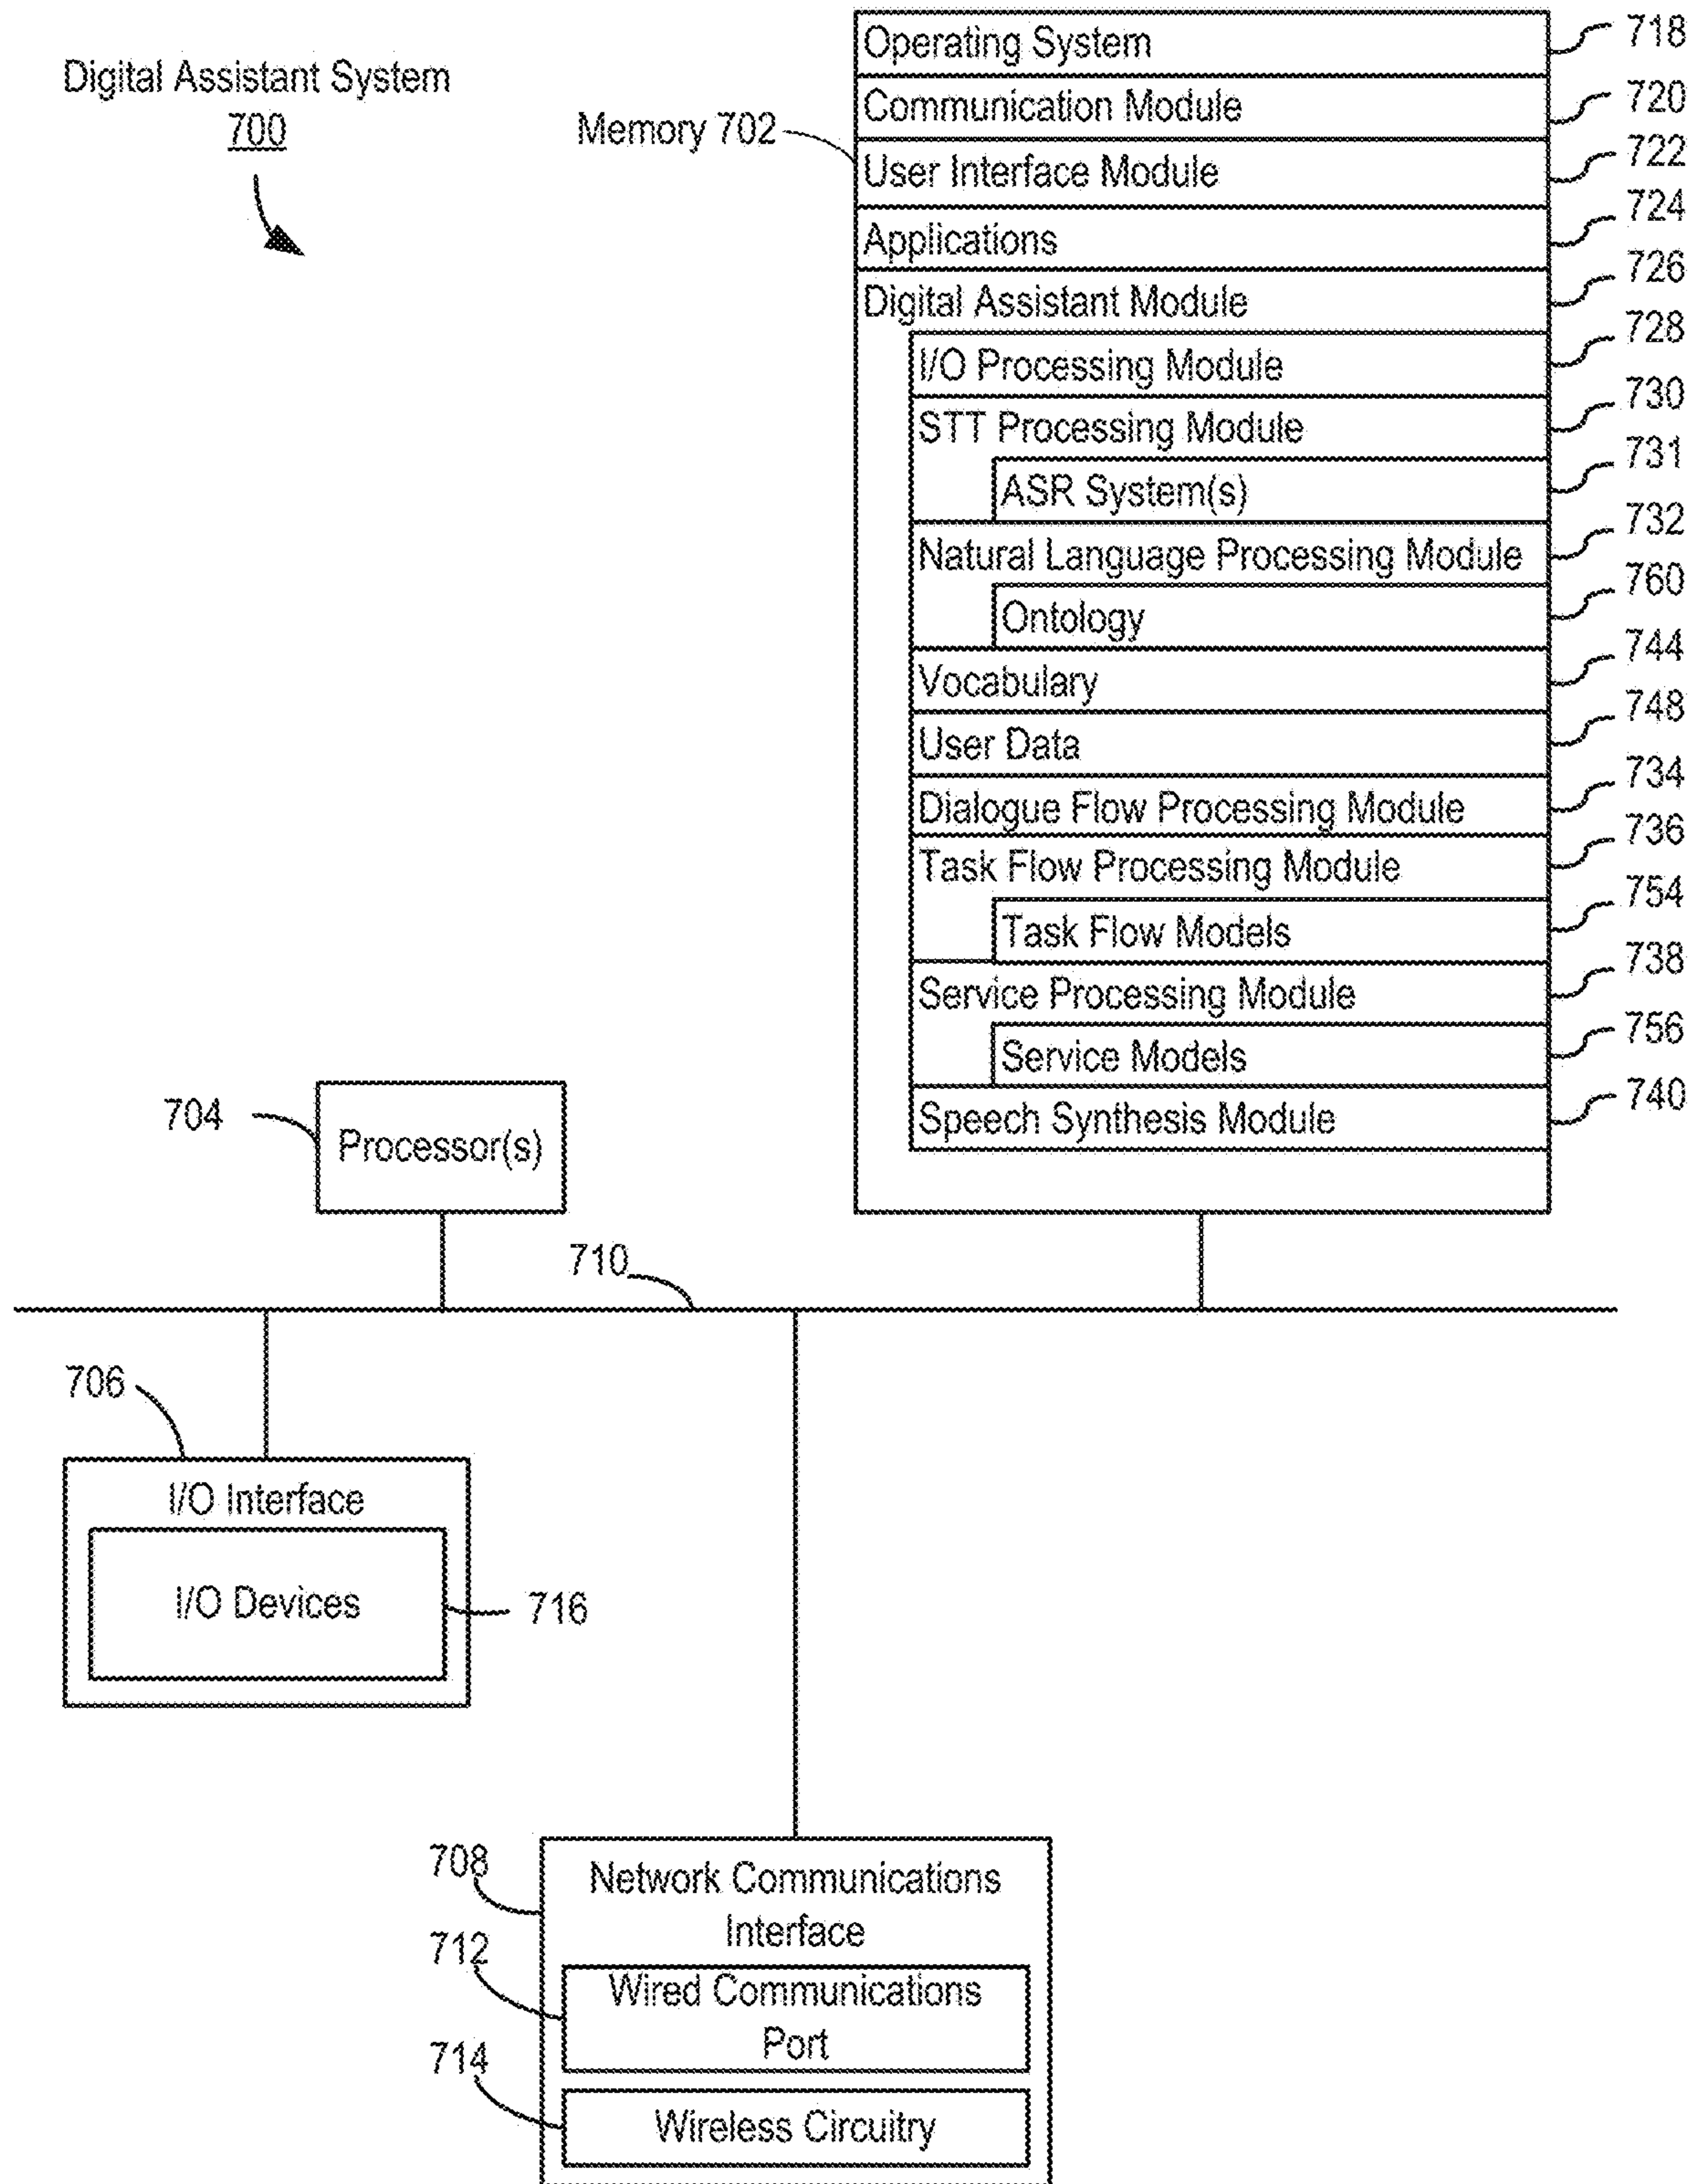 Digital Assistant System
700
Memory 702
Operating System 718
Communication Module 720
User Interface Module 722
Applications 724
Digital Assistant Module 726
I/O Processing Module 728
STT Processing Module 730
ASR System(s) 731
Natural Language Processing Module 732
Ontology 760
Vocabulary 744
User Data 748
Dialogue Flow Processing Module 734
Task Flow Processing Module 736
Task Flow Models 754
Service Processing Module 738
Service Models 756
Speech Synthesis Module 740
704
Processor(s)
710
706
I/O Interface
I/O Devices
716
708
Network Communications
Interface
712
Wired Communications
Port
714
Wireless Circuitry